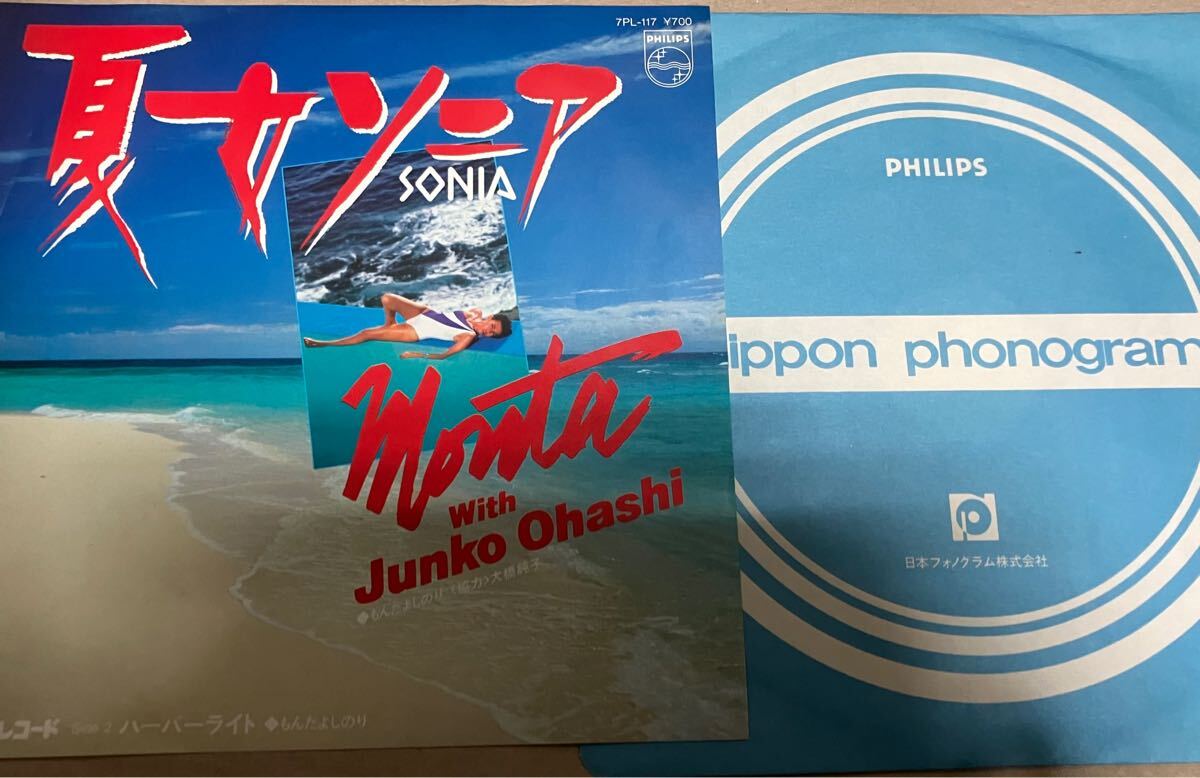 7PL-117 ¥700
PHILIPS
夏女ソニア
SONIA
Monta
With
Junko Ohashi
◆もんたよしのり〈協力〉大橋純子
レコード Side 2 ハーバーライト ◆もんたよしのり
PHILIPS
ippon phonogram
日本フォノグラム株式会社